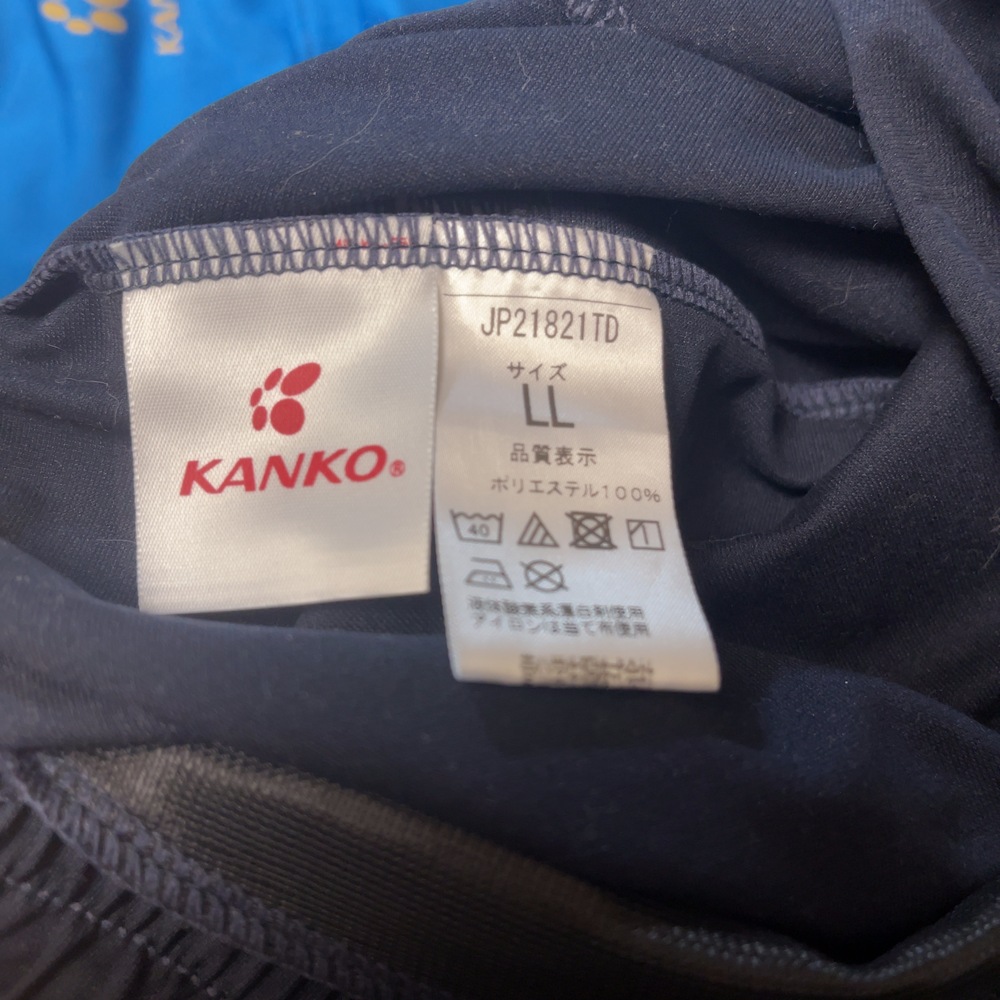 KANKO®
JP21821TD
サイズ
LL
品質表示
ポリエステル100%
40
液体酸素系漂白剤使用
アイロンは当て布使用